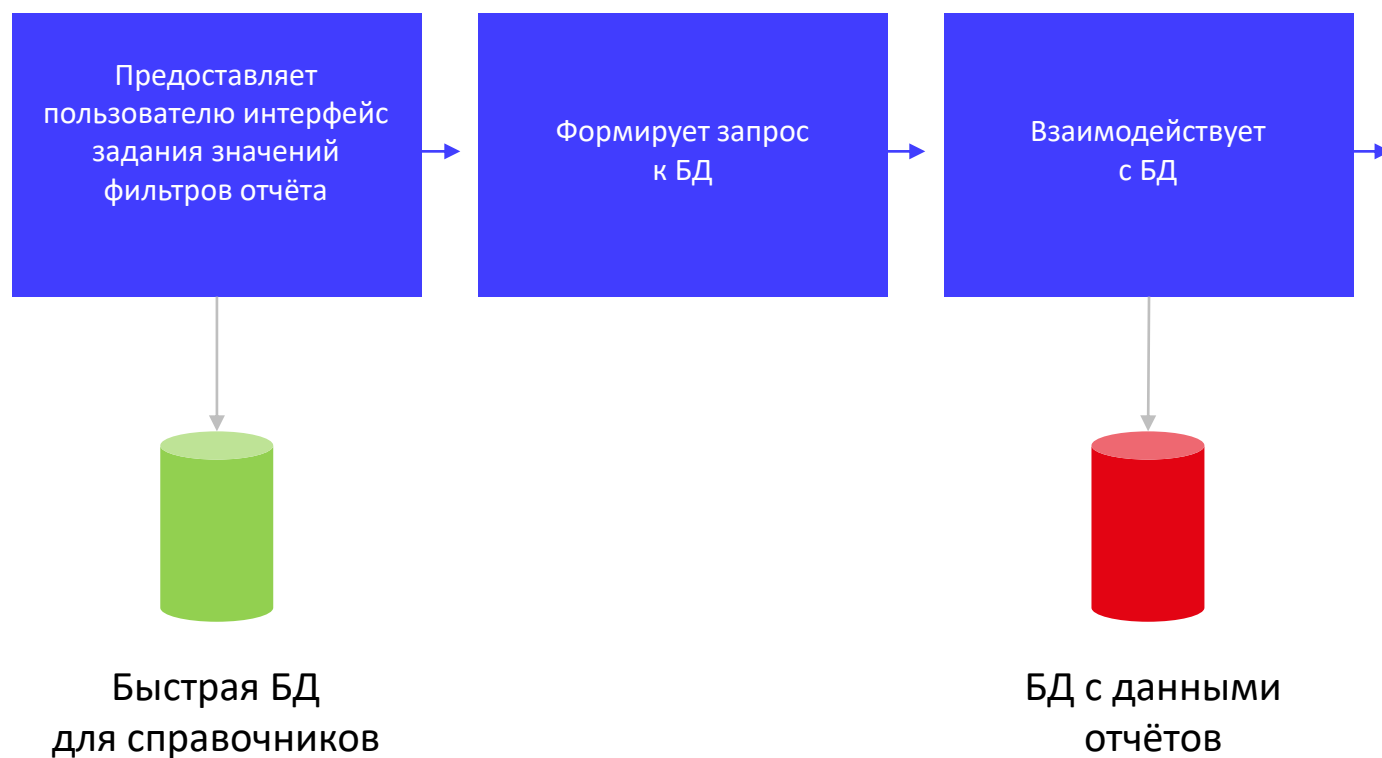 Предоставляет
пользователю интерфейс
задания значений
фильтров отчёта
Формирует запрос
к БД
Взаимодействует
с БД
Быстрая БД
для справочников
БД с данными
отчётов